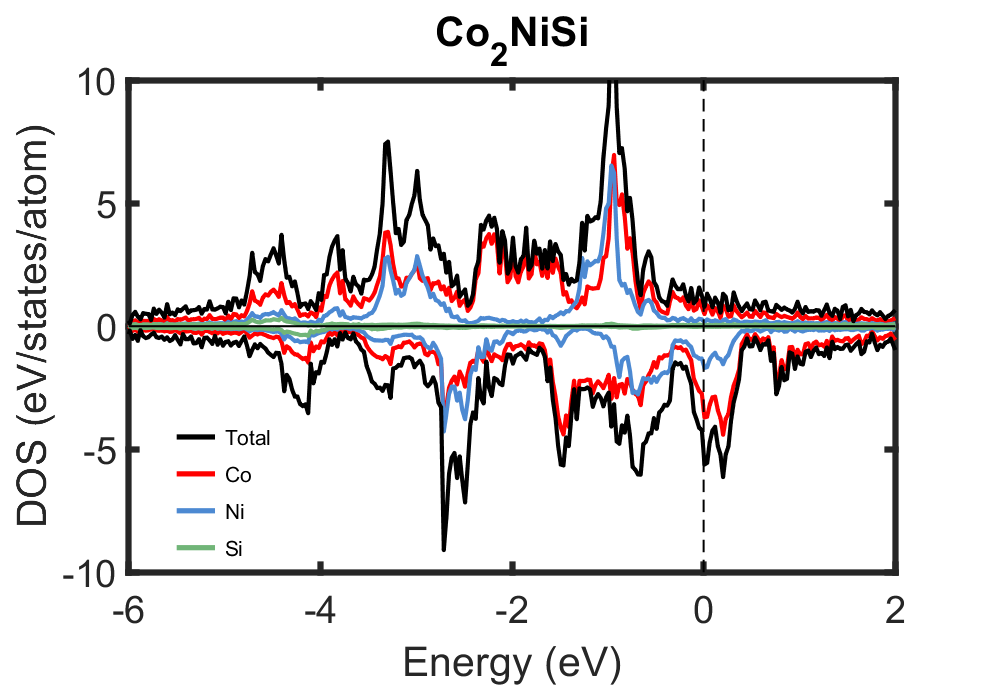 Co₂NiSi
10
5
0
-5
-10
DOS (eV/states/atom)
Total
Co
Ni
Si
-6 -4 -2 0 2
Energy (eV)